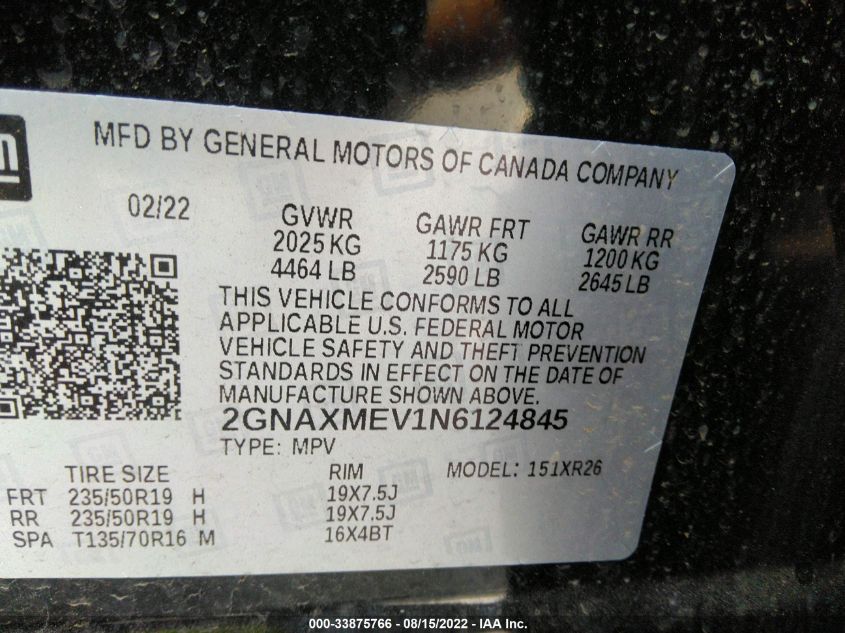 gm
MFD BY GENERAL MOTORS OF CANADA COMPANY
02/22
GVWR GAWR FRT GAWR RR
2025 KG 1175 KG 1200 KG
4464 LB 2590 LB 2645 LB
THIS VEHICLE CONFORMS TO ALL
APPLICABLE U.S. FEDERAL MOTOR
VEHICLE SAFETY AND THEFT PREVENTION
STANDARDS IN EFFECT ON THE DATE OF
MANUFACTURE SHOWN ABOVE.
2GNAXMEV1N6124845
TYPE: MPV
TIRE SIZE RIM MODEL: 151XR26
FRT 235/50R19 H 19X7.5J
RR 235/50R19 H 19X7.5J
SPA T135/70R16 M 16X4BT
000-33875766 - 08/15/2022 - IAA Inc.